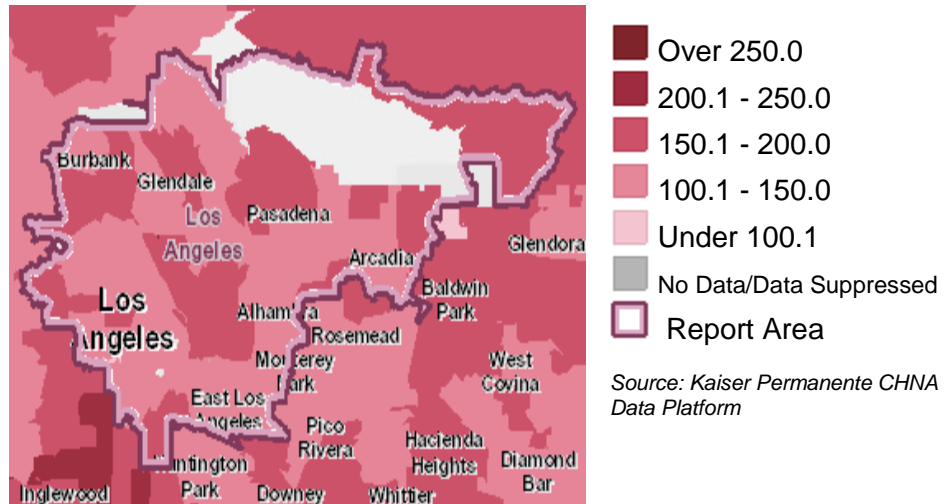 Burbank
Glendale
Los
Angeles
Pasadena
Arcadia
Glendora
Los
Angeles
Alhambra
Baldwin
Park
Rosemead
Monterey
Park
West
Covina
East Los
Angeles
Pico
Rivera
Hacienda
Heights
Diamond
Bar
Inglewood
Huntington
Park
Downey
Whittier
Over 250.0
200.1 - 250.0
150.1 - 200.0
100.1 - 150.0
Under 100.1
No Data/Data Suppressed
Report Area
Source: Kaiser Permanente CHNA
Data Platform